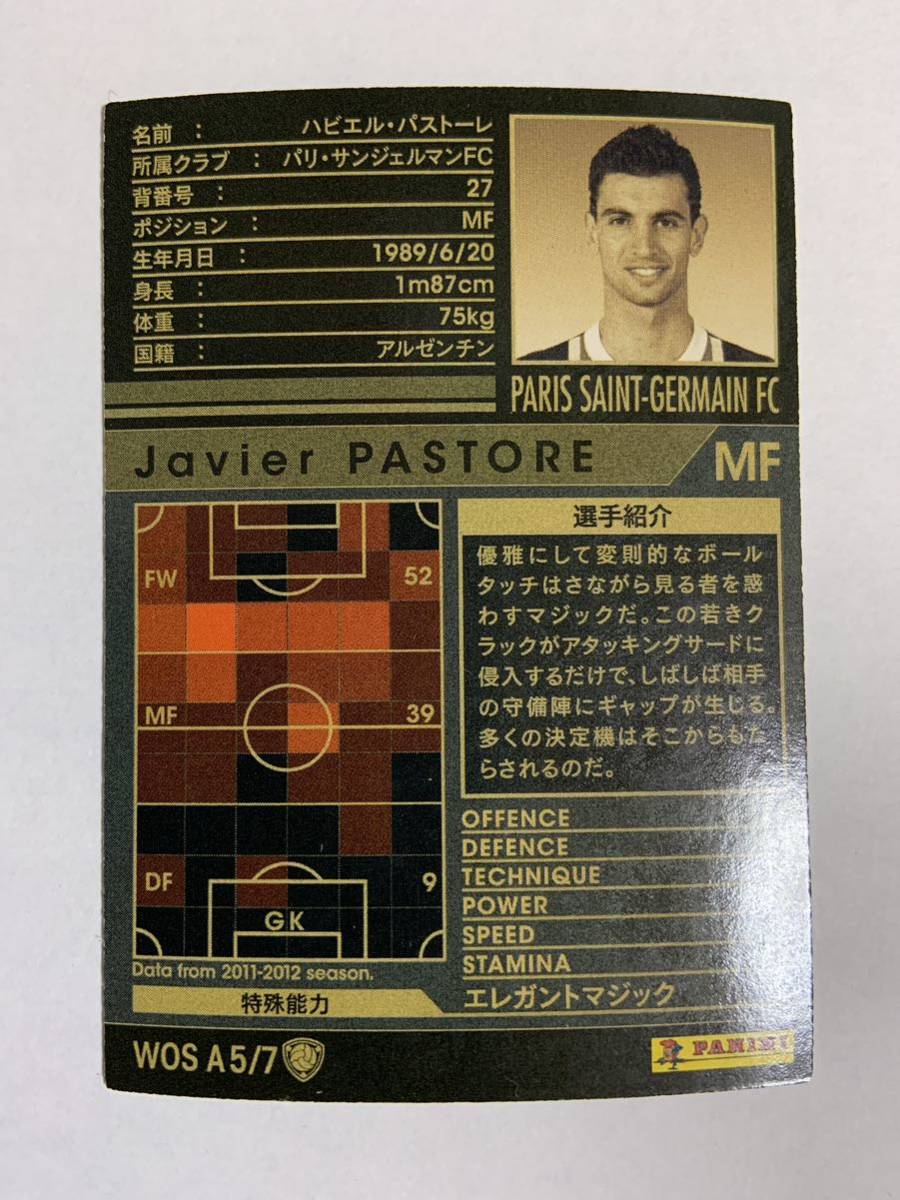 名前 : ハビエル・パストーレ
所属クラブ : パリ・サンジェルマンFC
背番号 : 27
ポジション : MF
生年月日 : 1989/6/20
身長 : 1m87cm
体重 : 75kg
国籍 : アルゼンチン
PARIS SAINT-GERMAIN FC
Javier PASTORE MF
FW 52
MF 39
DF 9
GK
Data from 2011-2012 season.
選手紹介
優雅にして変則的なボール
タッチはさながら見る者を惑
わすマジックだ。この若きク
ラックがアタッキングサードに
侵入するだけで、しばしば相手
の守備陣にギャップが生じる。
多くの決定機はそこからもた
らされるのだ。
OFFENCE
DEFENCE
TECHNIQUE
POWER
SPEED
STAMINA
特殊能力 エレガントマジック
WOS A5/7
PANINI